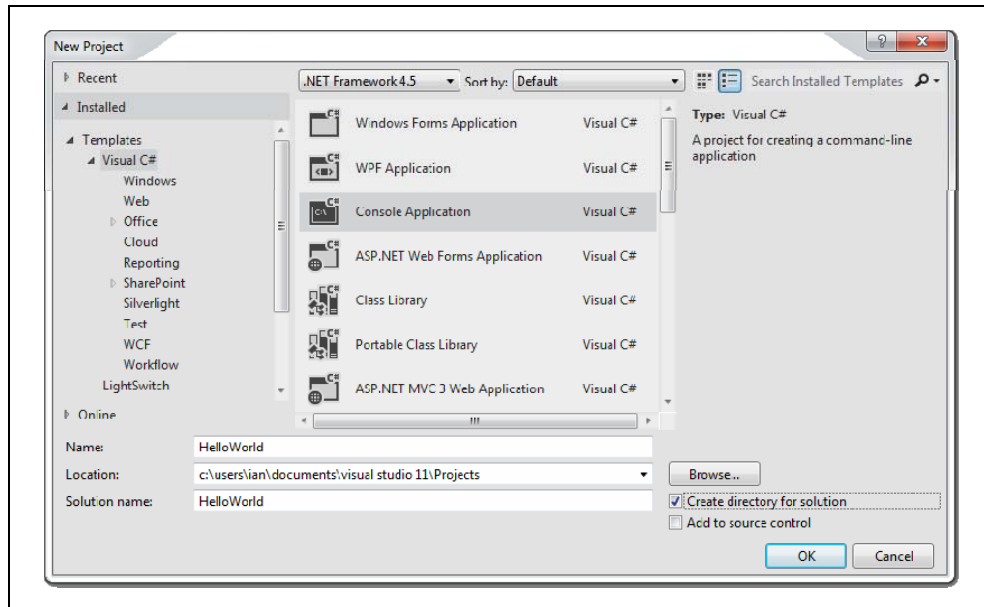 New Project
Recent
.NET Framework 4.5
Sort by: Default
Search Installed Templates
Installed
Templates
Visual C#
Windows
Web
Office
Cloud
Reporting
SharePoint
Silverlight
Test
WCF
Workflow
LightSwitch
Online
Windows Forms Application Visual C#
WPF Application Visual C#
Console Application Visual C#
ASP.NET Web Forms Application Visual C#
Class Library Visual C#
Portable Class Library Visual C#
ASP.NET MVC 3 Web Application Visual C#
Type: Visual C#
A project for creating a command-line
application
Name: HelloWorld
Location: c:\users\ian\documents\visual studio 11\Projects
Browse...
Solution name: HelloWorld
Create directory for solution
Add to source control
OK Cancel